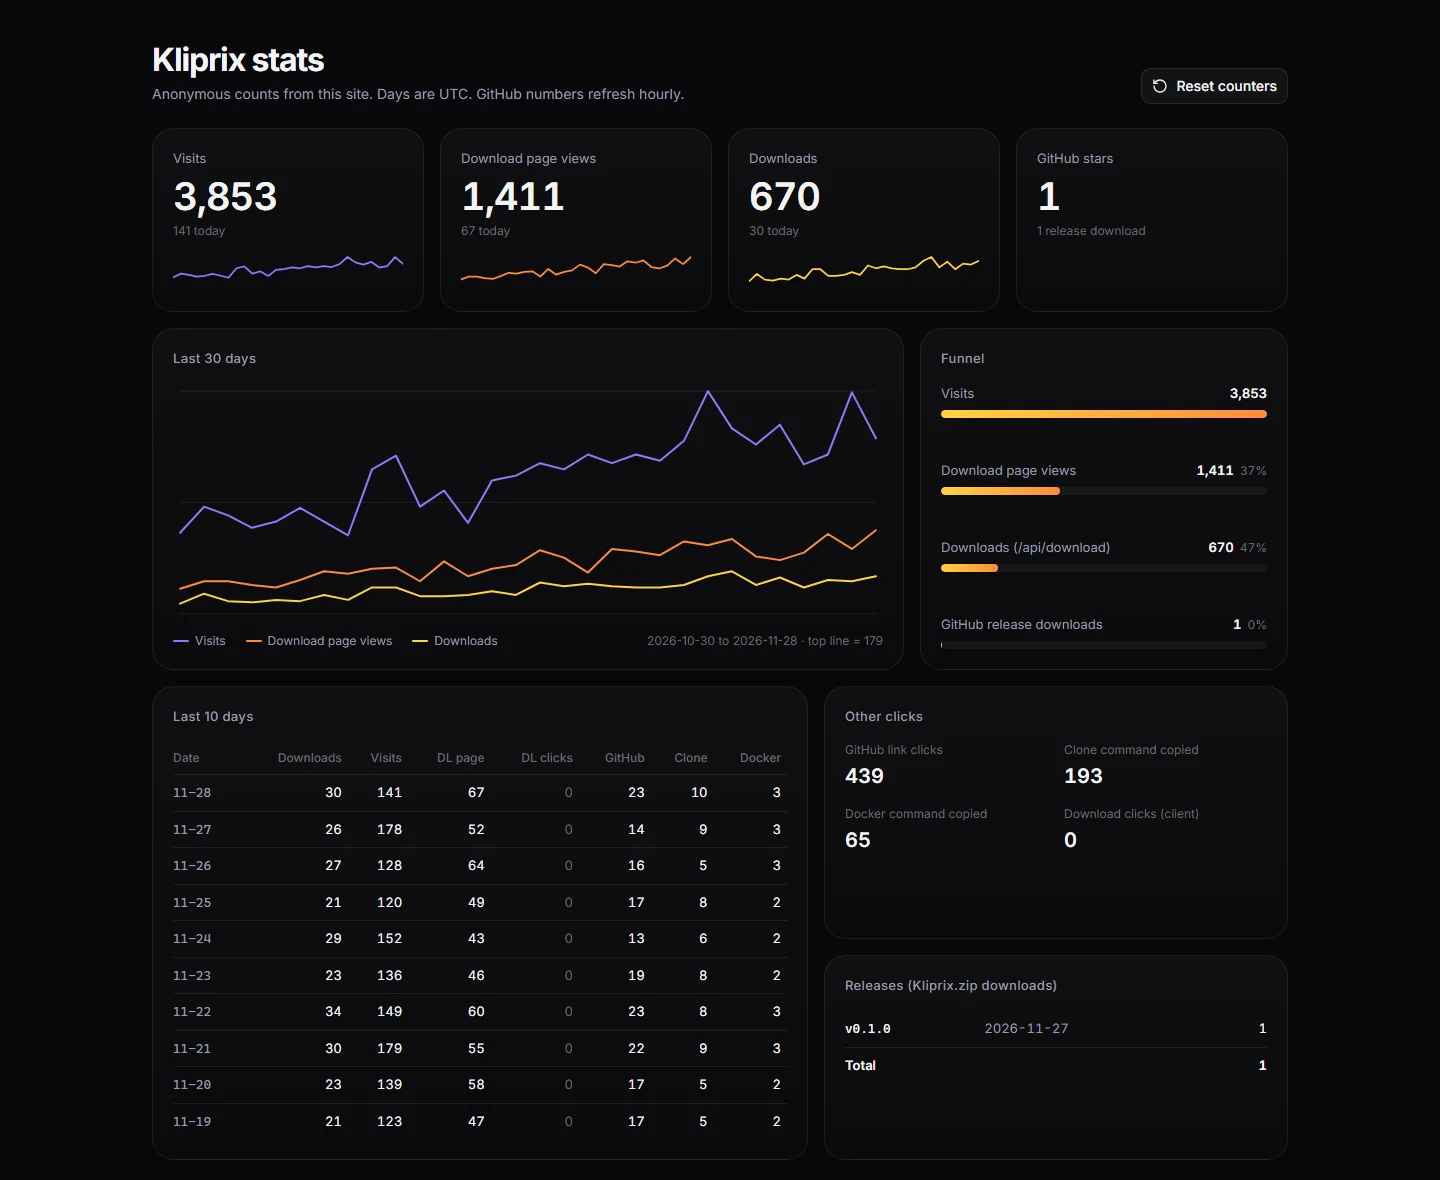 Kliprix stats
Anonymous counts from this site. Days are UTC. GitHub numbers refresh hourly.
Reset counters
Visits
3,853
141 today
Download page views
1,411
67 today
Downloads
670
30 today
GitHub stars
1
1 release download
Last 30 days
Visits Download page views Downloads 2026-10-30 to 2026-11-28 · top line = 179
Funnel
Visits 3,853
Download page views 1,411 37%
Downloads (/api/download) 670 47%
GitHub release downloads 1 0%
Last 10 days
Date Downloads Visits DL page DL clicks GitHub Clone Docker
11-28 30 141 67 0 23 10 3
11-27 26 178 52 0 14 9 3
11-26 27 128 64 0 16 5 3
11-25 21 120 49 0 17 8 2
11-24 29 152 43 0 13 6 2
11-23 23 136 46 0 19 8 2
11-22 34 149 60 0 23 8 3
11-21 30 179 55 0 22 9 3
11-20 23 139 58 0 17 5 2
11-19 21 123 47 0 17 5 2
Other clicks
GitHub link clicks
439
Clone command copied
193
Docker command copied
65
Download clicks (client)
0
Releases (Kliprix.zip downloads)
v0.1.0 2026-11-27 1
Total 1